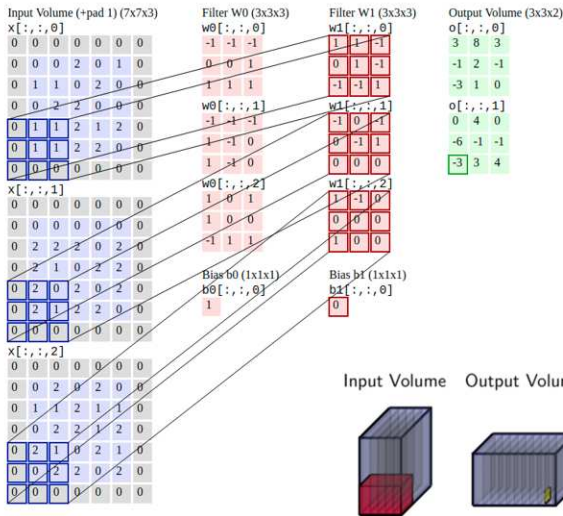 Input Volume (+pad 1) (7x7x3)
x[:,:,0]
0 0 0 0 0 0 0
0 0 0 2 0 1 0
0 1 1 0 2 0 0
0 0 2 2 0 0 0
0 1 1 2 1 2 0
0 1 1 2 0 0 0
0 0 0 0 0 0 0
x[:,:,1]
0 0 0 0 0 0 0
0 0 0 0 0 0 0
0 2 2 2 0 2 0
0 2 1 0 2 2 0
0 2 0 2 0 2 0
0 2 1 2 2 0 0
0 0 0 0 0 0 0
x[:,:,2]
0 0 0 0 0 0 0
0 0 2 0 2 0 0
0 1 1 2 1 1 0
0 0 2 2 1 2 0
0 2 1 0 2 1 0
0 0 2 2 0 2 0
0 0 0 0 0 0 0
Filter W0 (3x3x3)
w0[:,:,0]
-1 -1 -1
0 0 1
1 1 1
w0[:,:,1]
-1 -1 -1
1 -1 0
1 -1 0
w0[:,:,2]
1 0 1
1 0 0
-1 1 1
Bias b0 (1x1x1)
b0[:,:,0]
1
Filter W1 (3x3x3)
w1[:,:,0]
1 1 -1
0 1 -1
-1 -1 1
w1[:,:,1]
-1 0 -1
0 -1 1
0 0 0
w1[:,:,2]
1 -1 0
1 0 0
1 0 0
Bias b1 (1x1x1)
b1[:,:,0]
0
Output Volume (3x3x2)
o[:,:,0]
3 8 3
-1 2 -1
-3 1 0
o[:,:,1]
0 4 0
-6 -1 -1
-3 3 4
Input Volume
Output Volu